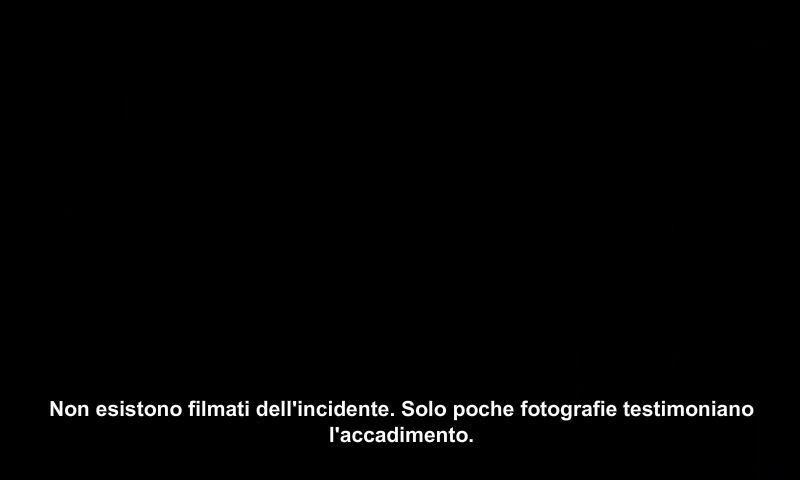 Non esistono filmati dell'incidente. Solo poche fotografie testimoniano
l'accadimento.